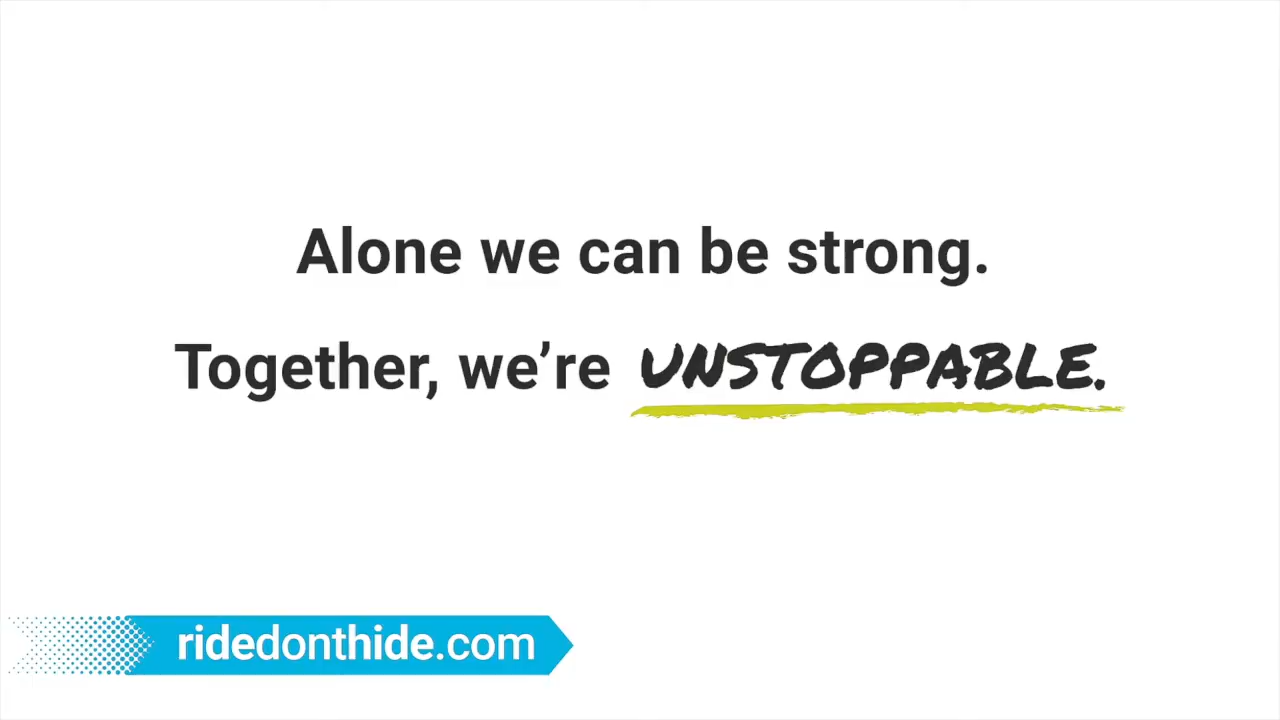 Alone we can be strong.
Together, we’re UNSTOPPABLE.
ridedonthide.com